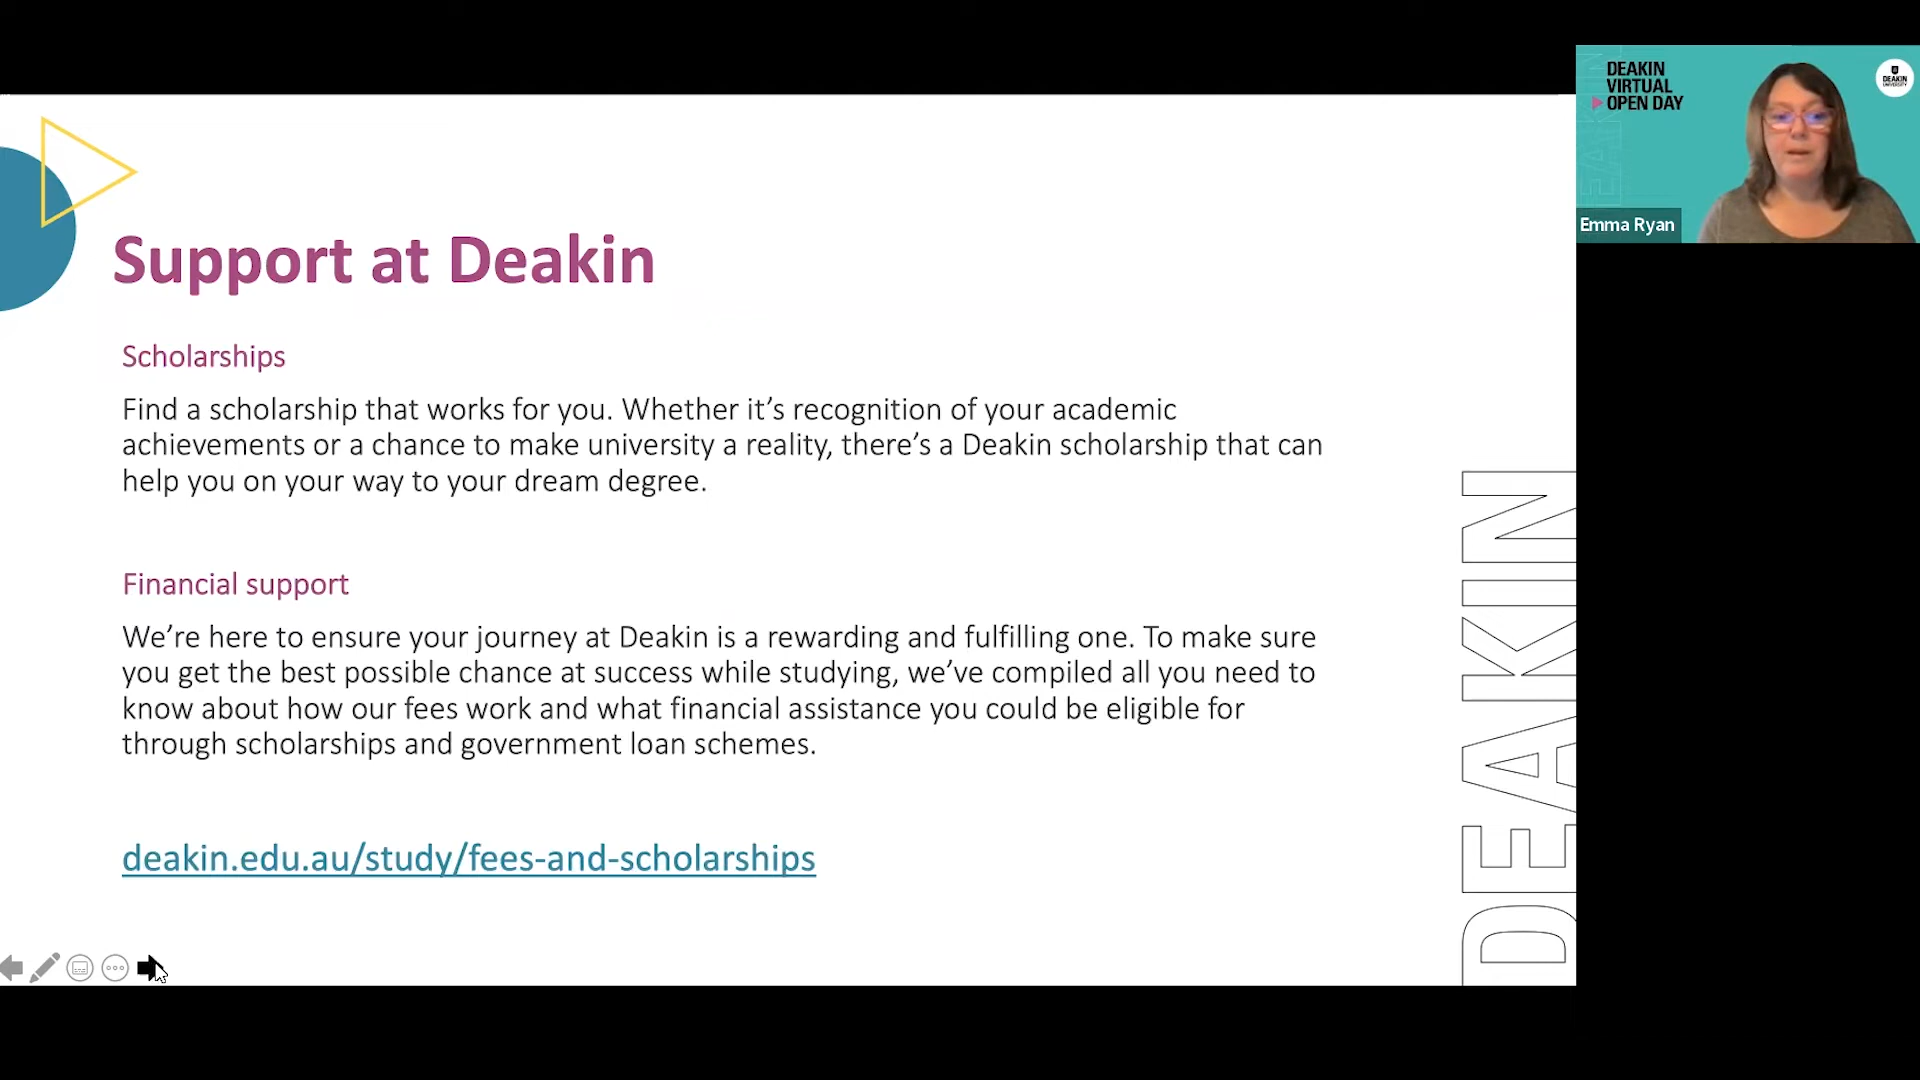 Support at Deakin
Scholarships
Find a scholarship that works for you. Whether it’s recognition of your academic
achievements or a chance to make university a reality, there’s a Deakin scholarship that can
help you on your way to your dream degree.
Financial support
We’re here to ensure your journey at Deakin is a rewarding and fulfilling one. To make sure
you get the best possible chance at success while studying, we’ve compiled all you need to
know about how our fees work and what financial assistance you could be eligible for
through scholarships and government loan schemes.
deakin.edu.au/study/fees-and-scholarships
DEAKIN
DEAKIN
VIRTUAL
OPEN DAY
DEAKIN
UNIVERSITY
Emma Ryan